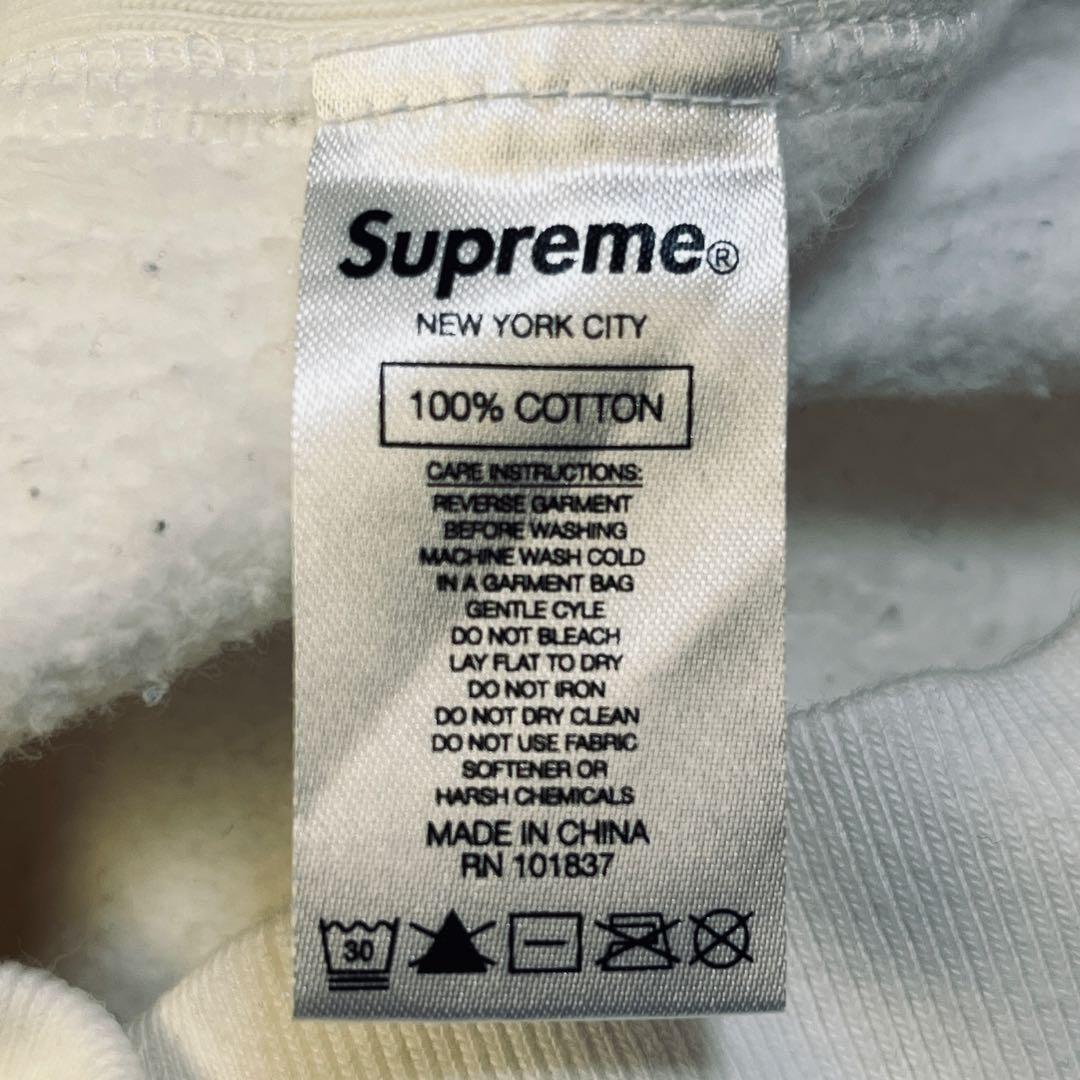 Supreme®
NEW YORK CITY
100% COTTON
CARE INSTRUCTIONS:
REVERSE GARMENT
BEFORE WASHING
MACHINE WASH COLD
IN A GARMENT BAG
GENTLE CYLE
DO NOT BLEACH
LAY FLAT TO DRY
DO NOT IRON
DO NOT DRY CLEAN
DO NOT USE FABRIC
SOFTENER OR
HARSH CHEMICALS
MADE IN CHINA
RN 101837
30